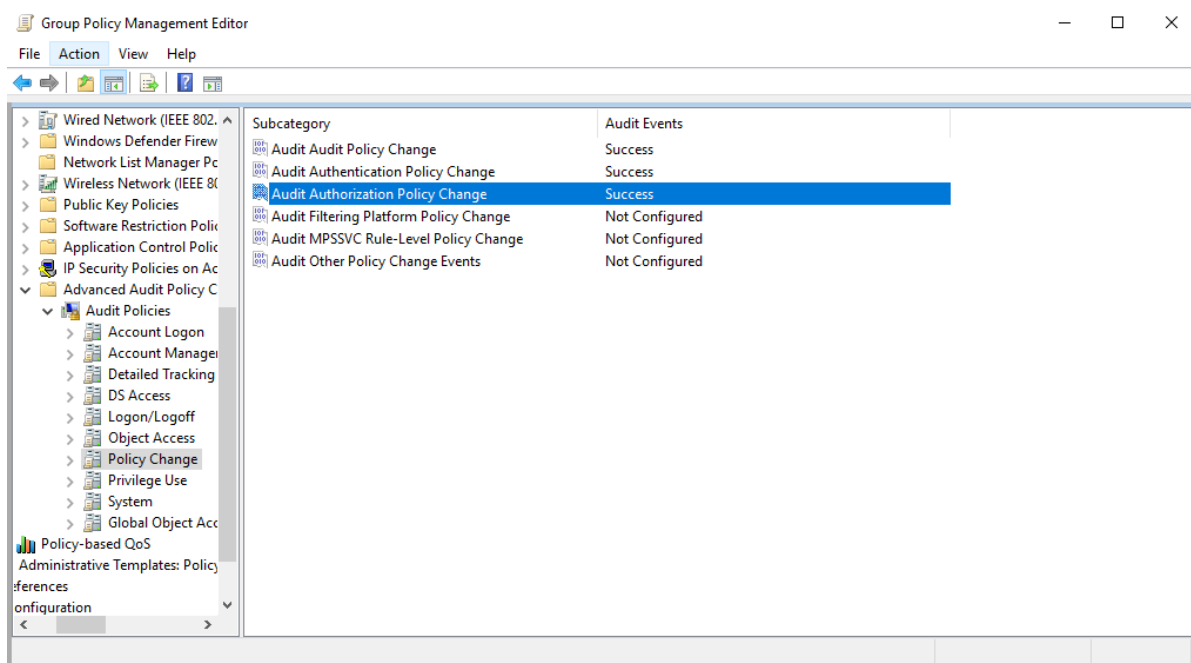 Group Policy Management Editor
File Action View Help
Wired Network (IEEE 802.
Windows Defender Firew
Network List Manager Pc
Wireless Network (IEEE 80
Public Key Policies
Software Restriction Polic
Application Control Polic
IP Security Policies on Ac
Advanced Audit Policy C
Audit Policies
Account Logon
Account Manager
Detailed Tracking
DS Access
Logon/Logoff
Object Access
Policy Change
Privilege Use
System
Global Object Acc
Policy-based QoS
Administrative Templates: Policy
eferences
onfiguration
Subcategory Audit Events
Audit Audit Policy Change Success
Audit Authentication Policy Change Success
Audit Authorization Policy Change Success
Audit Filtering Platform Policy Change Not Configured
Audit MPSSVC Rule-Level Policy Change Not Configured
Audit Other Policy Change Events Not Configured